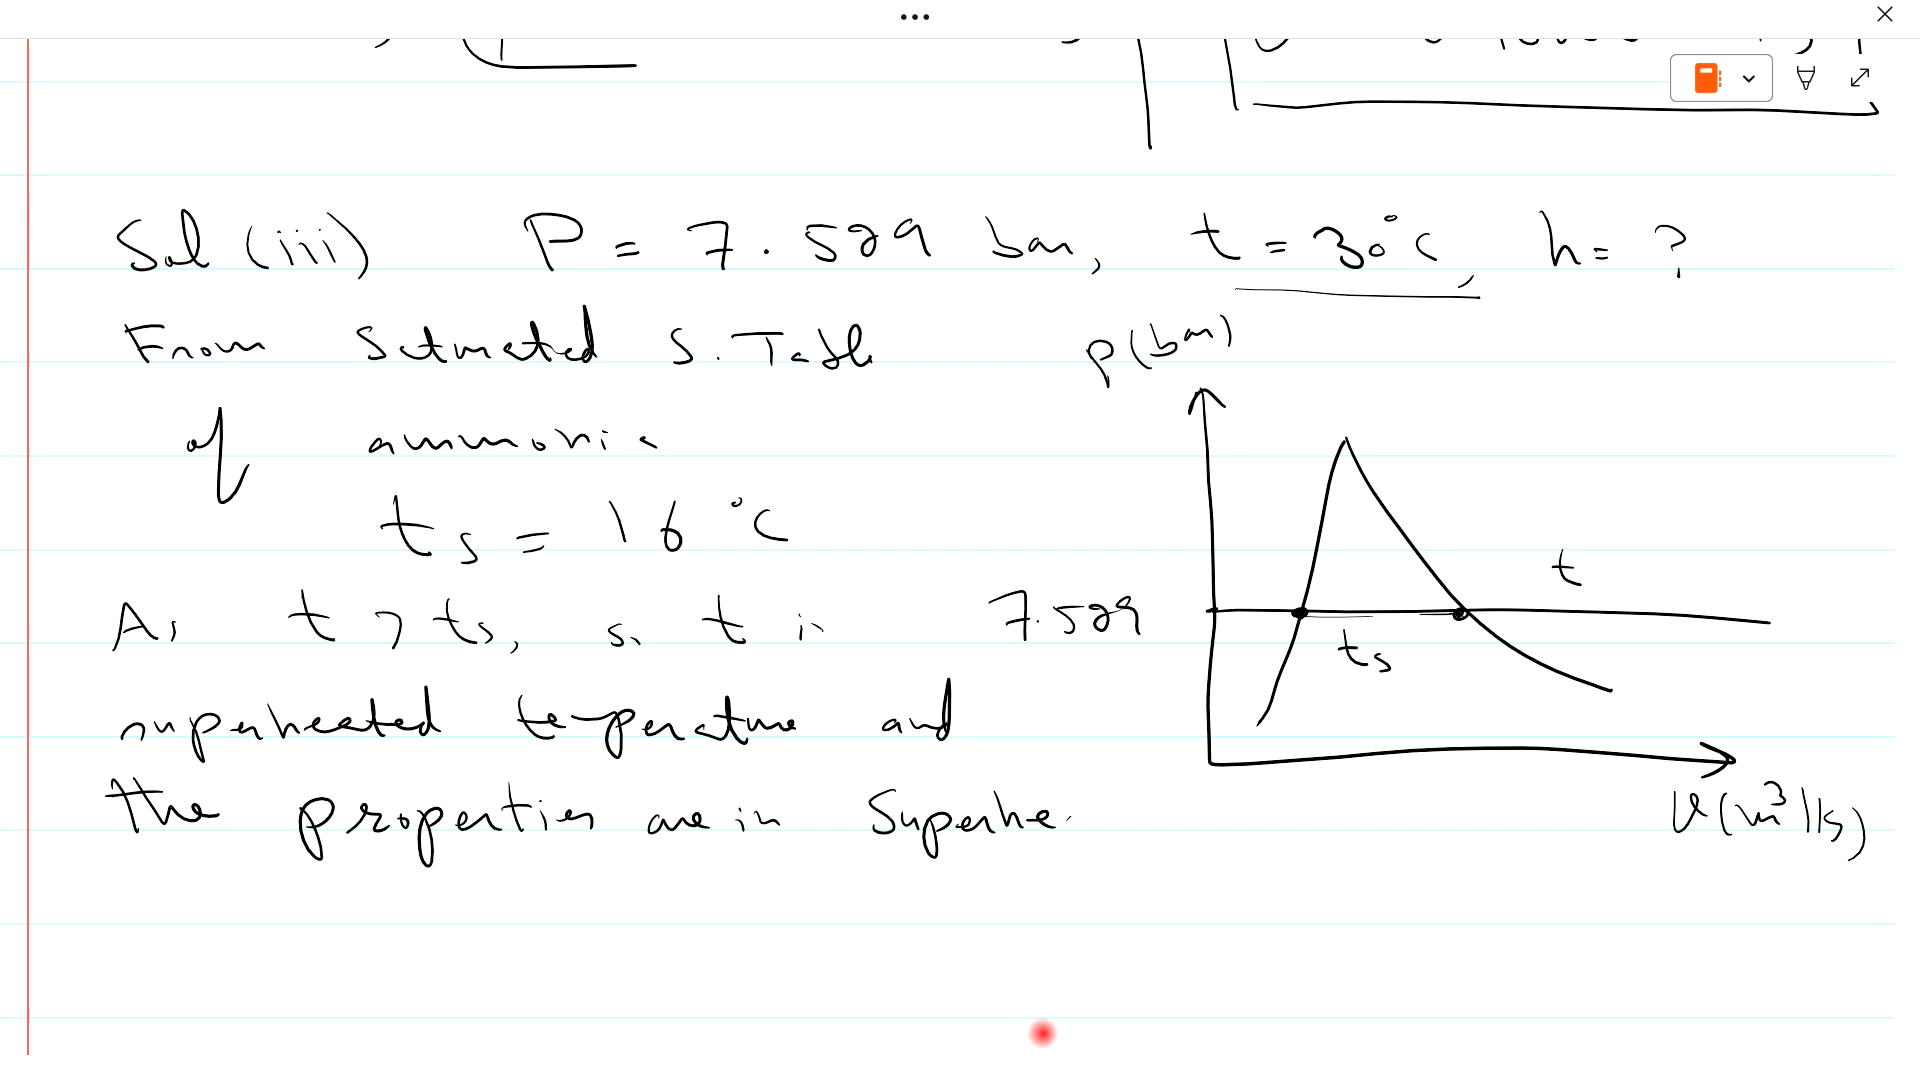 Sol (iii) P = 7.529 bar, t = 30°C, h = ?
From Saturated S. Table
of ammonia
ts = 16 °C
As t > ts, so t is
superheated temperature and
the properties are in Superhe
p (bar)
t
7.529
ts
v (m³/kg)